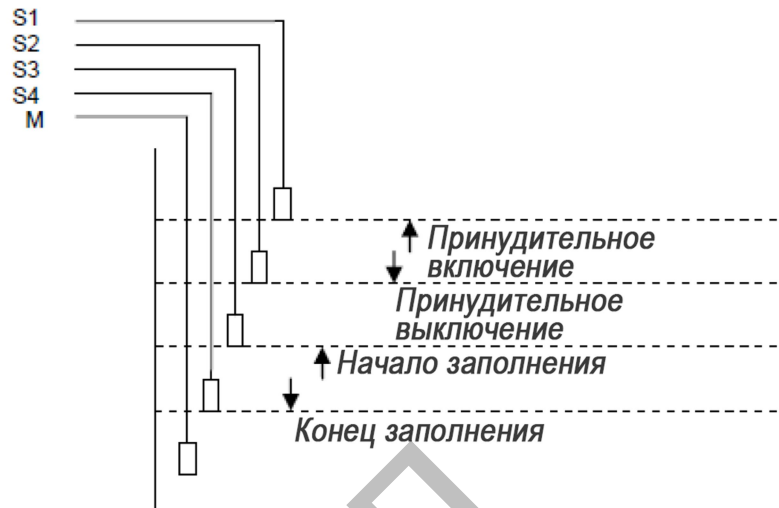 S1
S2
S3
S4
M
Принудительное
включение
Принудительное
выключение
Начало заполнения
Конец заполнения